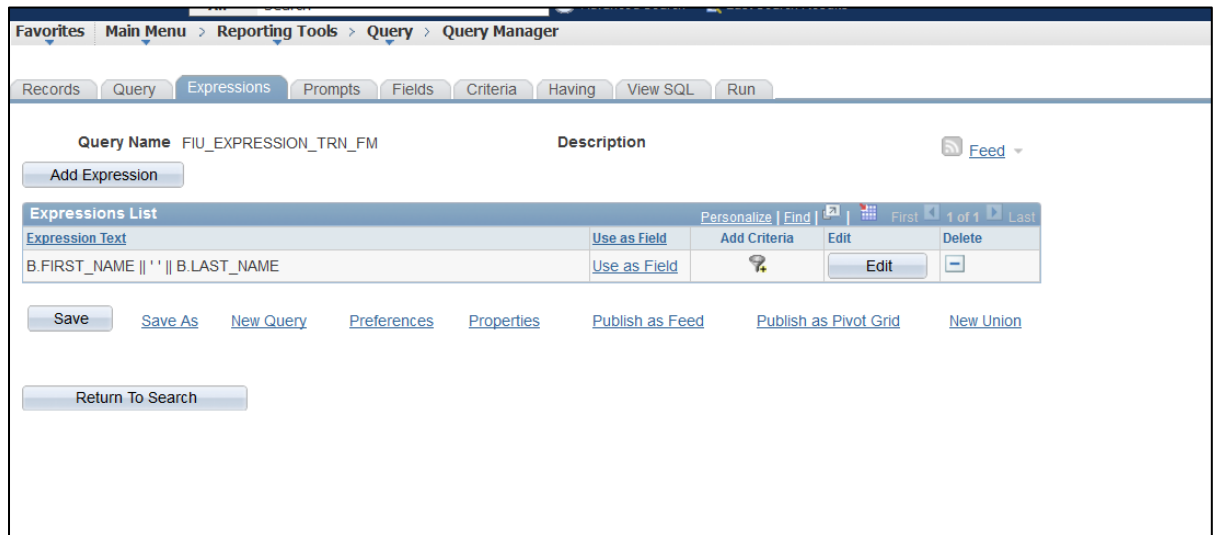 Favorites Main Menu > Reporting Tools > Query > Query Manager
Records Query Expressions Prompts Fields Criteria Having View SQL Run
Query Name FIU_EXPRESSION_TRN_FM Description Feed
Add Expression
Expressions List Personalize | Find | | First 1 of 1 Last
Expression Text Use as Field Add Criteria Edit Delete
B.FIRST_NAME || ' ' || B.LAST_NAME Use as Field Edit
Save Save As New Query Preferences Properties Publish as Feed Publish as Pivot Grid New Union
Return To Search